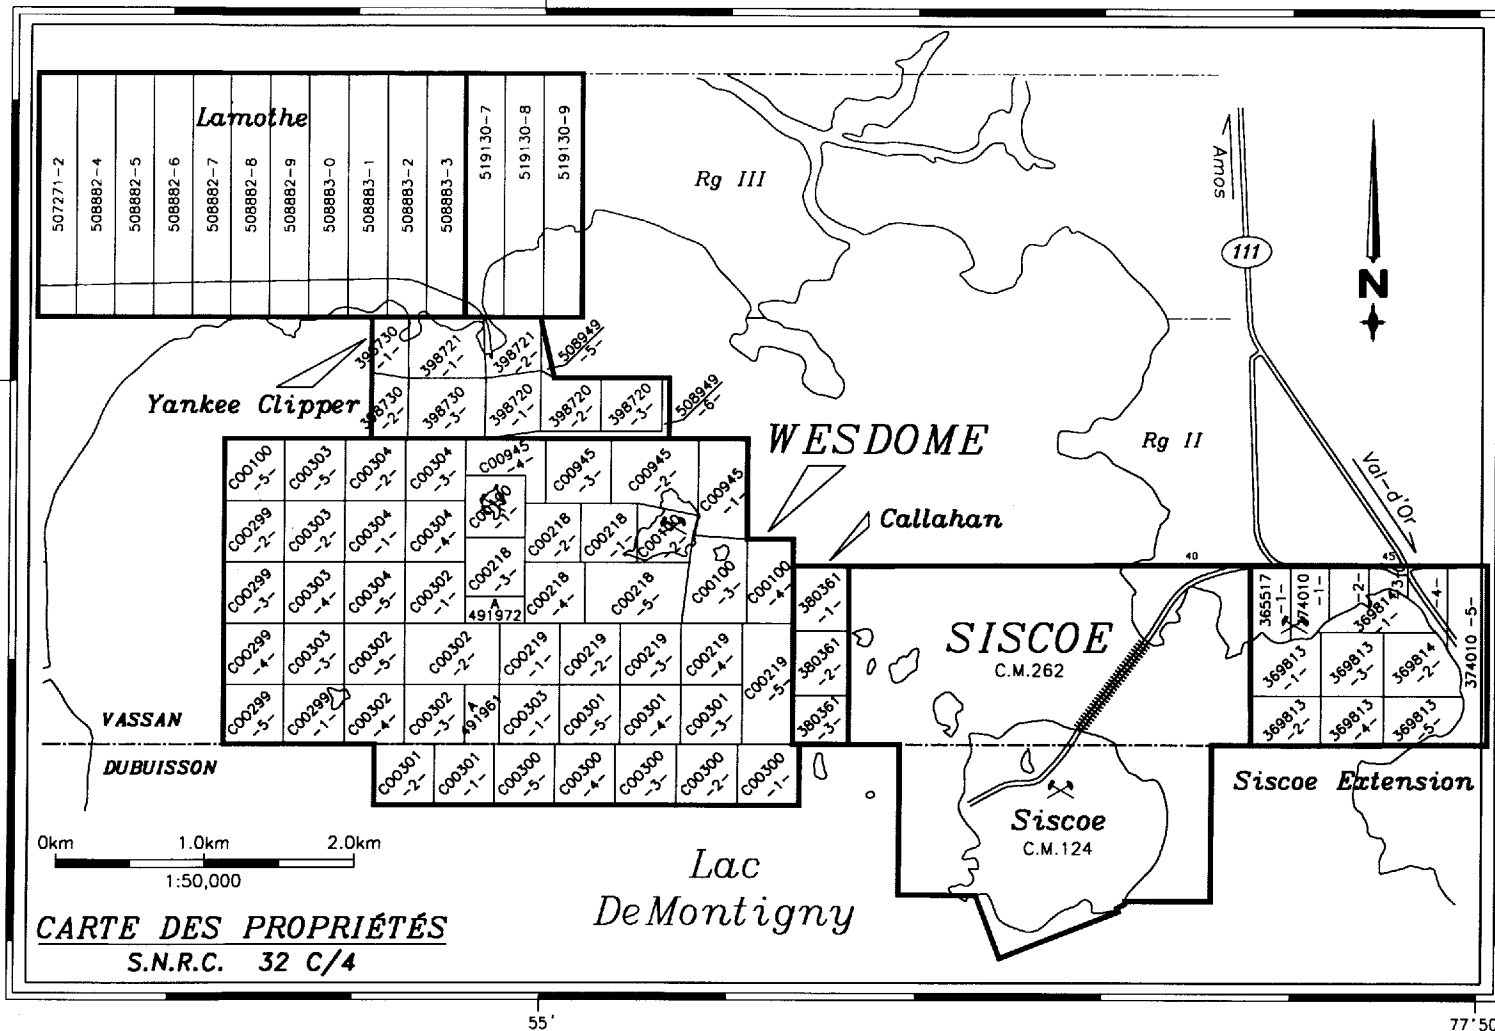 Lamothe
507271-2
508882-4
508882-5
508882-6
508882-7
508882-8
508882-9
508883-0
508883-1
508883-2
508883-3
519130-7
519130-8
519130-9
Rg III
Amos
111
N
398730
-1-
398721
-1-
398721
-2-
508949
-5-
Yankee Clipper
398730
-2-
398730
-3-
398720
-1-
398720
-2-
398720
-3-
508949
-6-
WESDOME
Rg II
Val-d'Or
Callahan
C00100
-5-
C00303
-5-
C00304
-2-
C00304
-3-
C00945
-4-
C00945
-3-
C00945
-2-
C00945
-1-
C00299
-2-
C00303
-2-
C00304
-1-
C00304
-4-
C00100
-1-
C00218
-2-
C00218
-1-
C00100
-2-
C00299
-3-
C00303
-4-
C00304
-5-
C00302
-1-
C00218
-3-
A
491972
C00218
-4-
C00218
-5-
C00100
-3-
C00100
-4-
C00299
-4-
C00303
-3-
C00302
-5-
C00302
-2-
C00219
-1-
C00219
-2-
C00219
-3-
C00219
-4-
C00219
-5-
C00299
-5-
C00299
-1-
C00302
-4-
C00302
-3-
A
491961
C00303
-1-
C00301
-5-
C00301
-4-
C00301
-3-
C00301
-2-
C00301
-1-
C00300
-5-
C00300
-4-
C00300
-3-
C00300
-2-
C00300
-1-
380361
-1-
380361
-2-
380361
-3-
SISCOE
C.M.262
40
45
365517
-1-
374010
-1-
-2-
-3-
-4-
374010 -5-
369814
-1-
369813
-1-
369813
-3-
369814
-2-
369813
-2-
369813
-4-
369813
-5-
Siscoe Extension
VASSAN
DUBUISSON
Siscoe
C.M.124
Lac
De Montigny
0km 1.0km 2.0km
1:50,000
CARTE DES PROPRIÉTÉS
S.N.R.C. 32 C/4
55'
77°50